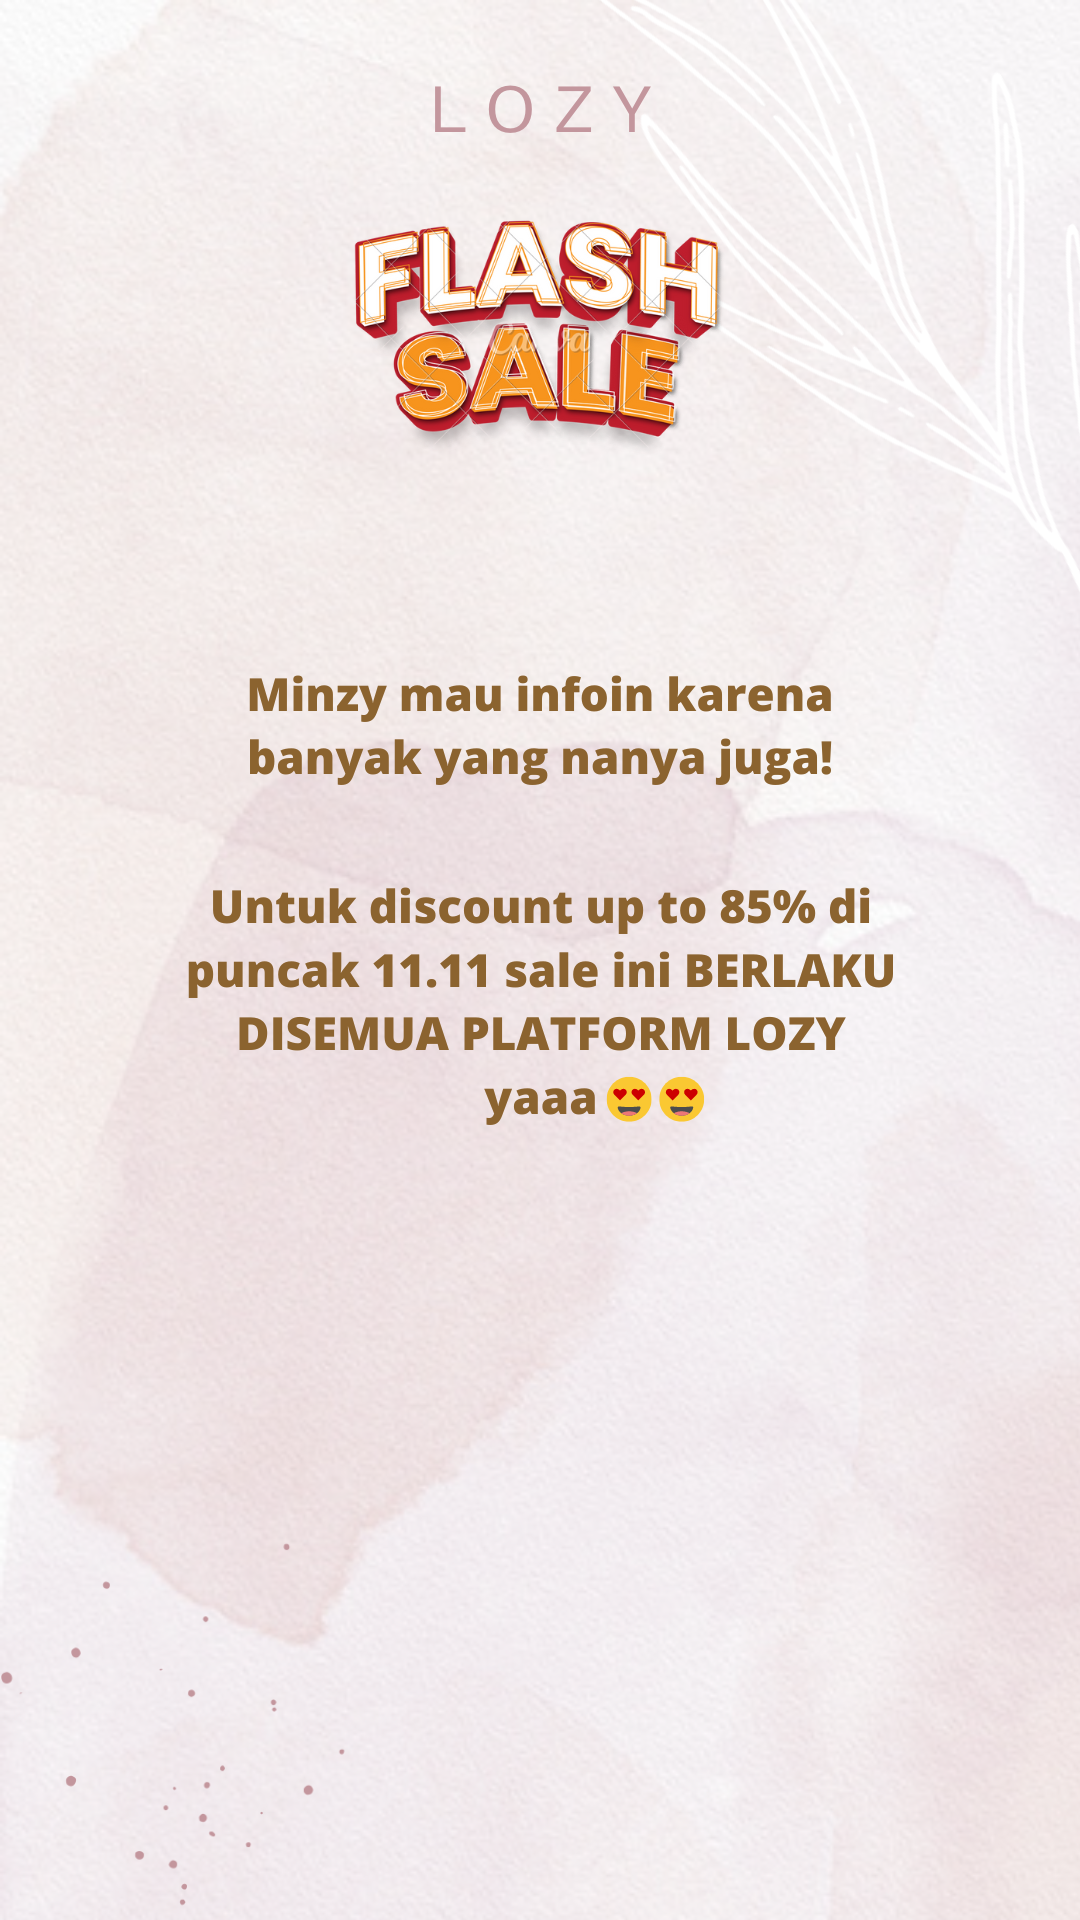 LOZY
FLASH
SALE
Canva
Minzy mau infoin karena
banyak yang nanya juga!
Untuk discount up to 85% di
puncak 11.11 sale ini BERLAKU
DISEMUA PLATFORM LOZY
yaaa😍😍